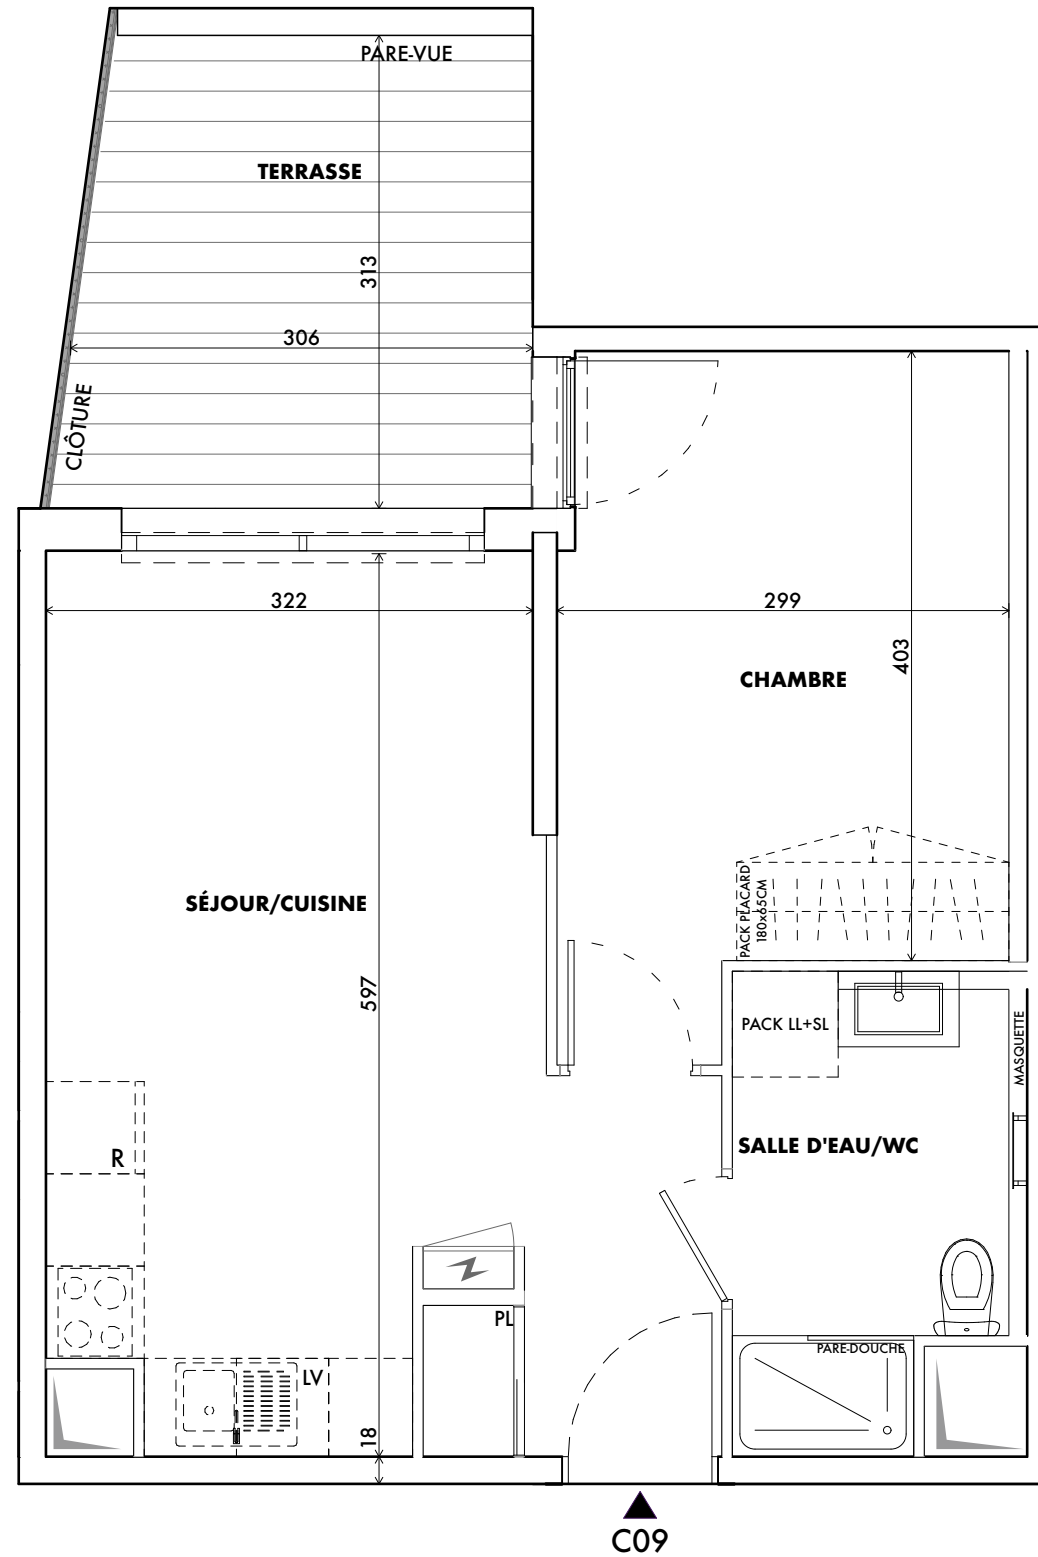 PARE-VUE
TERRASSE
313
306
CLÔTURE
322
299
403
CHAMBRE
PACK PLACARD
180x65CM
SÉJOUR/CUISINE
597
PACK LL+SL
MASQUETTE
SALLE D'EAU/WC
R
PL
PARE-DOUCHE
LV
18
C09